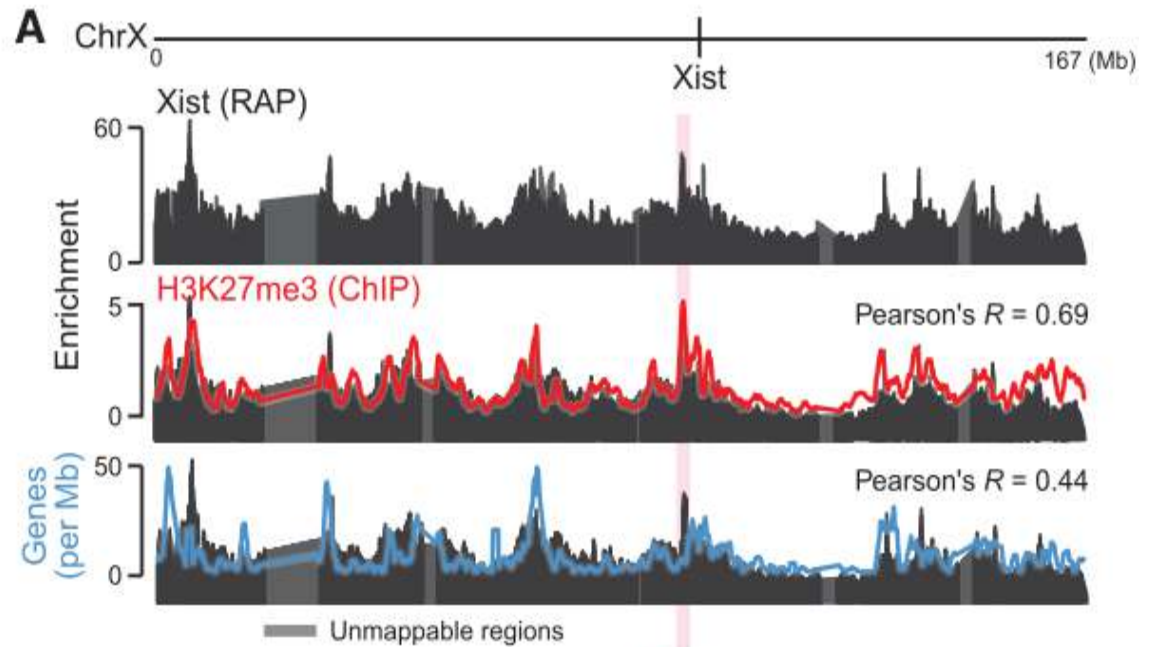 A
ChrX
0
167 (Mb)
Xist
Xist (RAP)
60
0
Enrichment
H3K27me3 (ChIP)
5
0
Pearson's R = 0.69
Genes
(per Mb)
50
0
Pearson's R = 0.44
Unmappable regions